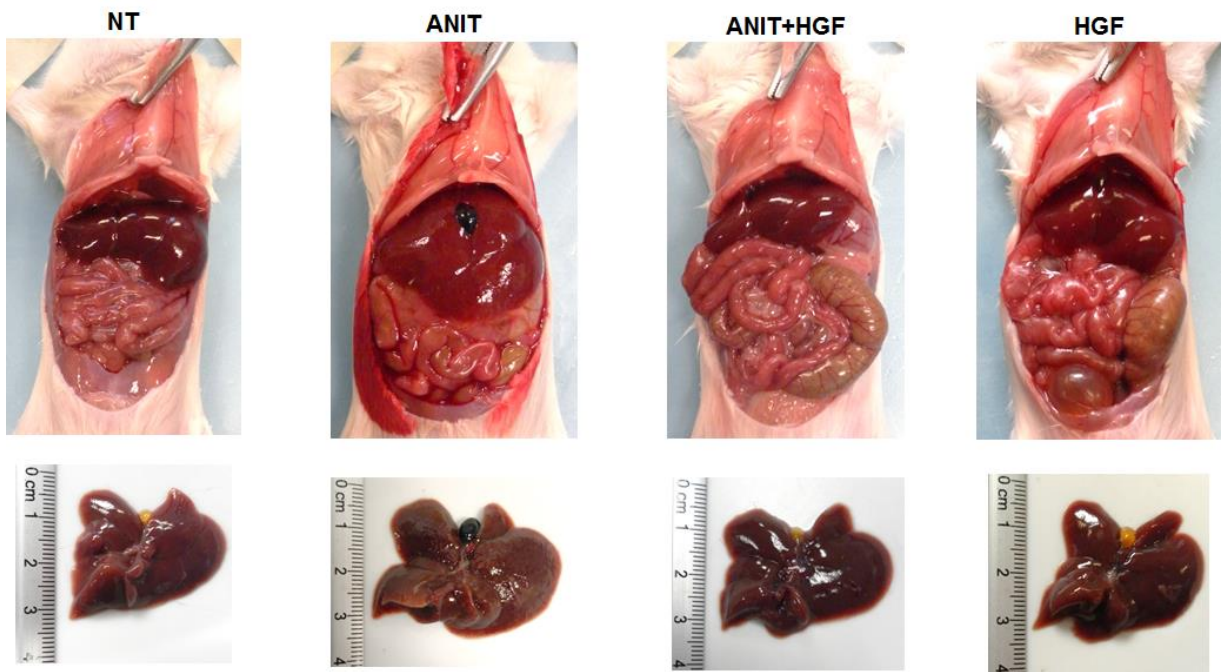 NT
ANIT
ANIT+HGF
HGF
0 cm 1 2 3
0 cm 1 2 3 4
0 cm 1 2 3 4
0 cm 1 2 3 4